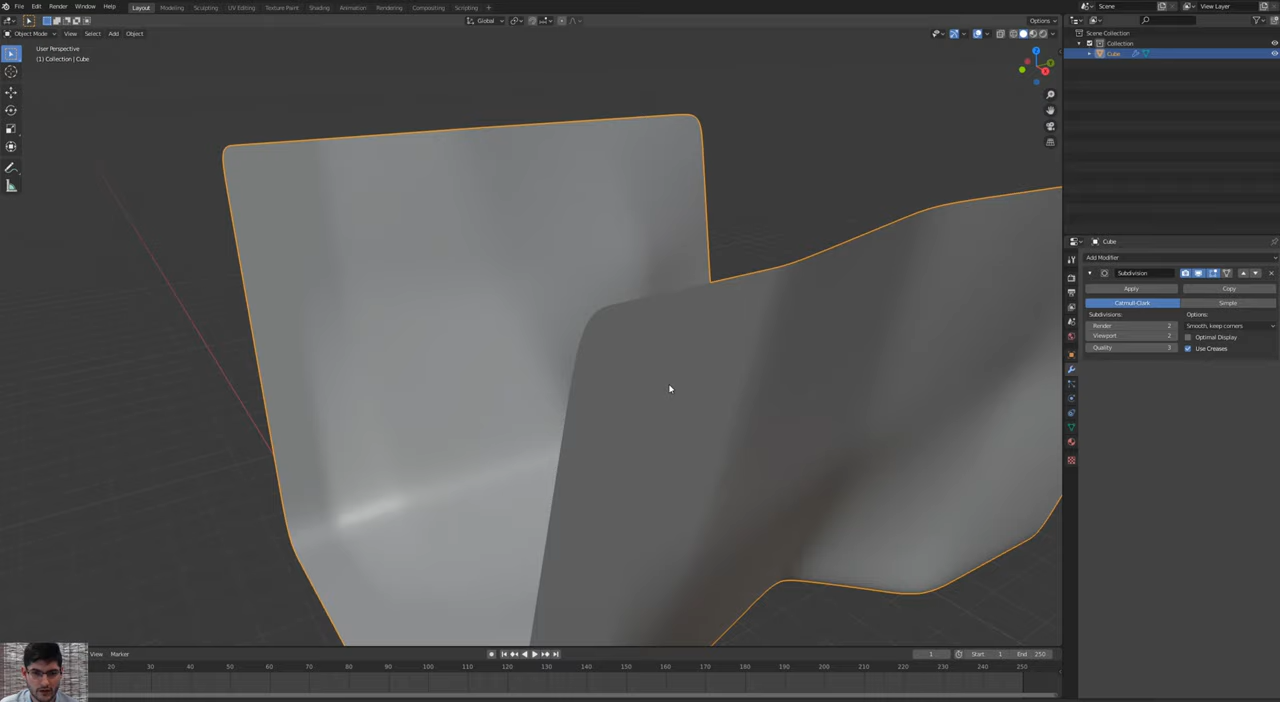 File Edit Render Window Help Layout Modeling Sculpting UV Editing Texture Paint Shading Animation Rendering Compositing Scripting + Scene View Layer
Global Options
Object Mode View Select Add Object
User Perspective
(1) Collection | Cube
Z
Y
X
Scene Collection
Collection
Cube
Cube
Add Modifier
Subdivision
Apply Copy
Catmull-Clark Simple
Subdivisions: Options:
Render 2 Smooth, keep corners
Viewport 2 Optimal Display
Quality 3 Use Creases
View Marker 1 Start 1 End 250
20 30 40 50 60 70 80 90 100 110 120 130 140 150 160 170 180 190 200 210 220 230 240 250